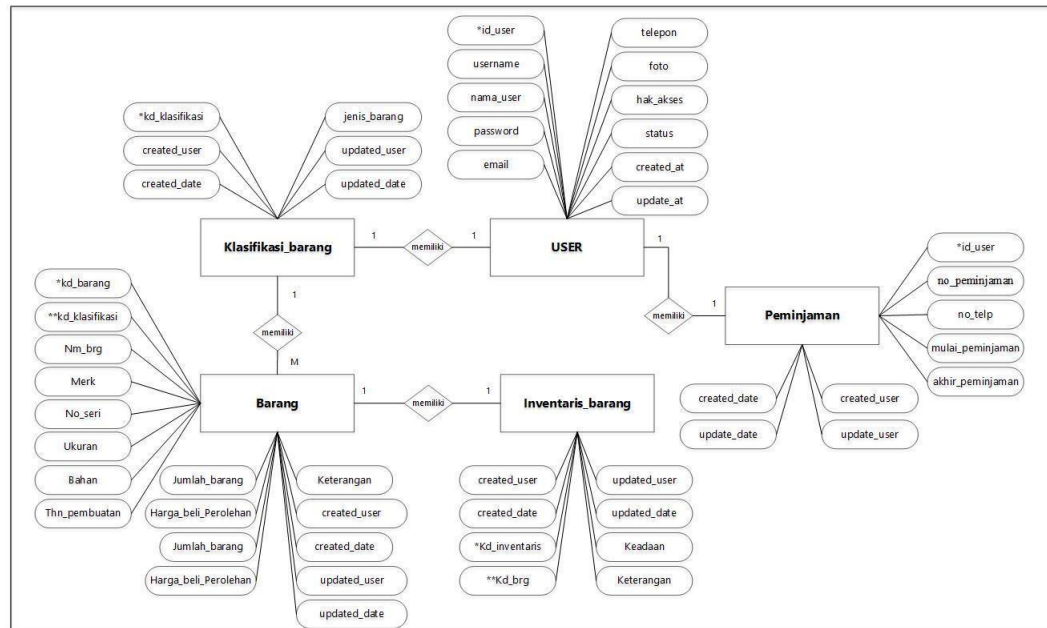 *id_user
username
nama_user
password
email
telepon
foto
hak_akses
status
created_at
update_at
*kd_klasifikasi
created_user
created_date
jenis_barang
updated_user
updated_date
Klasifikasi_barang
1
memiliki
1
USER
1
memiliki
1
Peminjaman
*id_user
no_peminjaman
no_telp
mulai_peminjaman
akhir_peminjaman
created_date
update_date
created_user
update_user
1
memiliki
M
*kd_barang
**kd_klasifikasi
Nm_brg
Merk
No_seri
Ukuran
Bahan
Thn_pembuatan
Barang
1
memiliki
1
Inventaris_barang
Jumlah_barang
Harga_beli_Perolehan
Jumlah_barang
Harga_beli_Perolehan
Keterangan
created_user
created_date
updated_user
updated_date
created_user
created_date
*Kd_inventaris
**Kd_brg
updated_user
updated_date
Keadaan
Keterangan